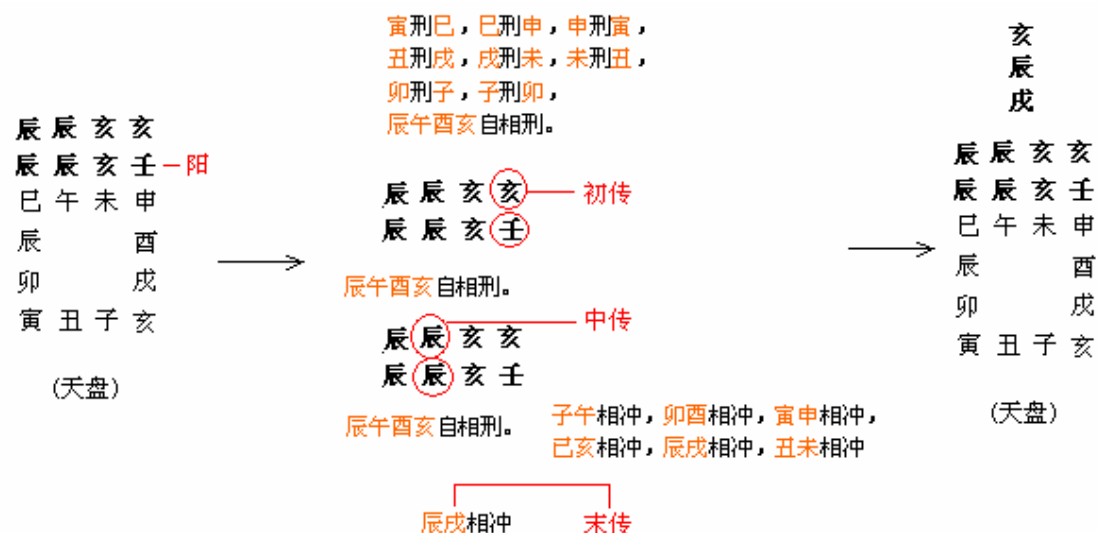 辰 辰 亥 亥
辰 辰 亥 壬 阳
巳 午 未 申
辰 酉
卯 戌
寅 丑 子 亥
(天盘)
寅刑巳，巳刑申，申刑寅，
丑刑戌，戌刑未，未刑丑，
卯刑子，子刑卯，
辰午酉亥自相刑。
辰 辰 亥 亥 初传
辰 辰 亥 壬
辰午酉亥自相刑。
辰 辰 亥 亥 中传
辰 辰 亥 壬
辰午酉亥自相刑。
子午相冲，卯酉相冲，寅申相冲，
已亥相冲，辰戌相冲，丑未相冲
辰戌相冲 末传
亥
辰
戌
辰 辰 亥 亥
辰 辰 亥 壬
巳 午 未 申
辰 酉
卯 戌
寅 丑 子 亥
(天盘)